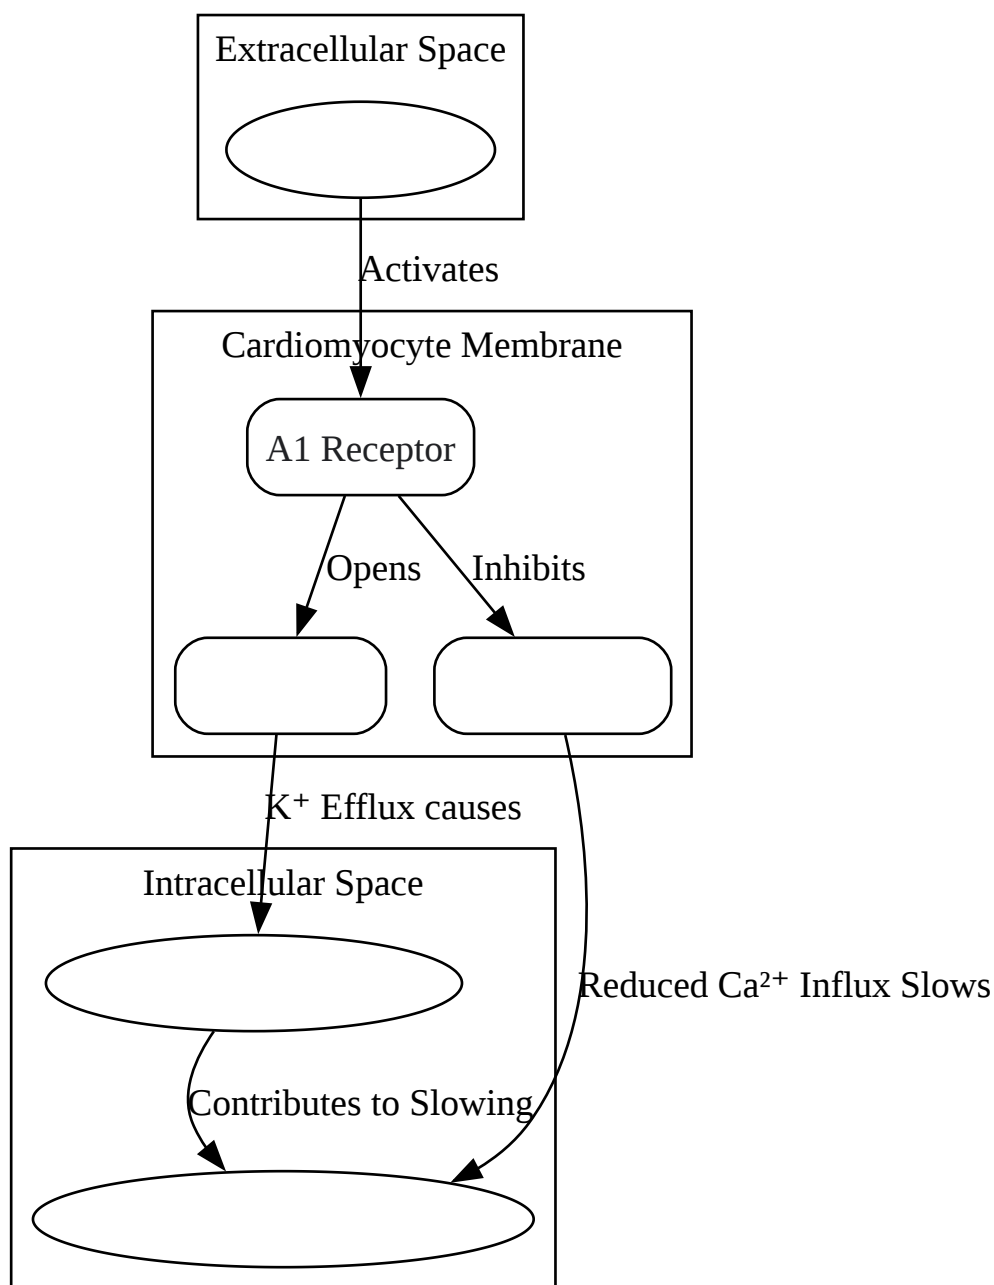 Extracellular Space
Activates
Cardiomyocyte Membrane
A1 Receptor
Opens
Inhibits
K⁺ Efflux causes
Intracellular Space
Reduced Ca²⁺ Influx Slows
Contributes to Slowing